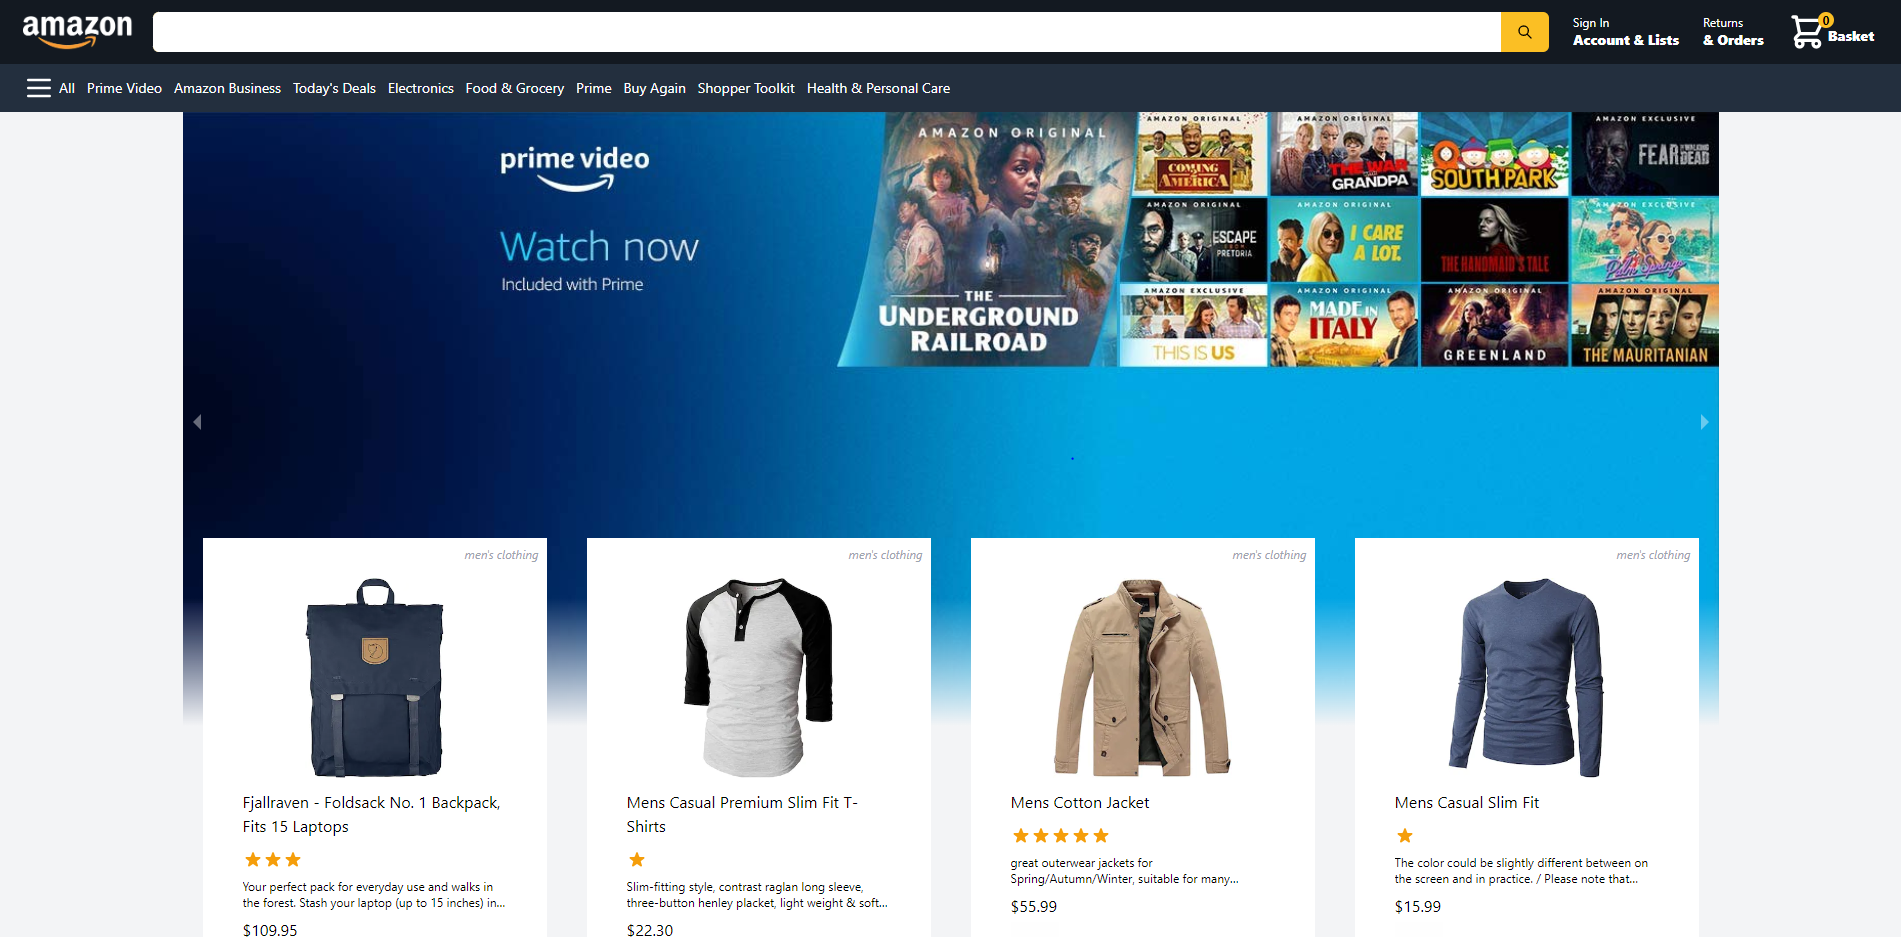 amazon
Sign In
Account & Lists
Returns
& Orders
0
Basket
All Prime Video Amazon Business Today's Deals Electronics Food & Grocery Prime Buy Again Shopper Toolkit Health & Personal Care
prime video
Watch now
Included with Prime
AMAZON ORIGINAL
THE
UNDERGROUND
RAILROAD
AMAZON ORIGINAL
COMING
2
AMERICA
AMAZON ORIGINAL
THE WAR
WITH
GRANDPA
SOUTH PARK
AMAZON EXCLUSIVE
FEAR THE WALKING DEAD
AMAZON ORIGINAL
ESCAPE
FROM
PRETORIA
AMAZON ORIGINAL
I CARE
A LOT.
THE HANDMAID'S TALE
AMAZON EXCLUSIVE
Palm Springs
AMAZON EXCLUSIVE
THIS IS US
AMAZON ORIGINAL
MADE IN
ITALY
AMAZON ORIGINAL
GREENLAND
AMAZON ORIGINAL
THE MAURITANIAN
men's clothing
Fjallraven - Foldsack No. 1 Backpack,
Fits 15 Laptops
Your perfect pack for everyday use and walks in
the forest. Stash your laptop (up to 15 inches) in...
$109.95
men's clothing
Mens Casual Premium Slim Fit T-
Shirts
Slim-fitting style, contrast raglan long sleeve,
three-button henley placket, light weight & soft...
$22.30
men's clothing
Mens Cotton Jacket
great outerwear jackets for
Spring/Autumn/Winter, suitable for many...
$55.99
men's clothing
Mens Casual Slim Fit
The color could be slightly different between on
the screen and in practice. / Please note that...
$15.99